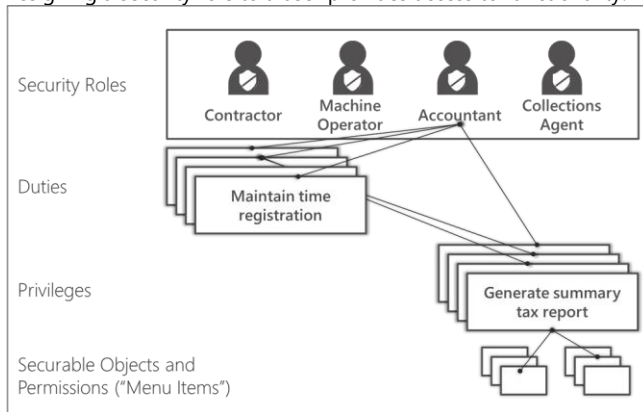 Security Roles
Contractor
Machine
Operator
Accountant
Collections
Agent
Duties
Maintain time
registration
Privileges
Generate summary
tax report
Securable Objects and
Permissions ("Menu Items")